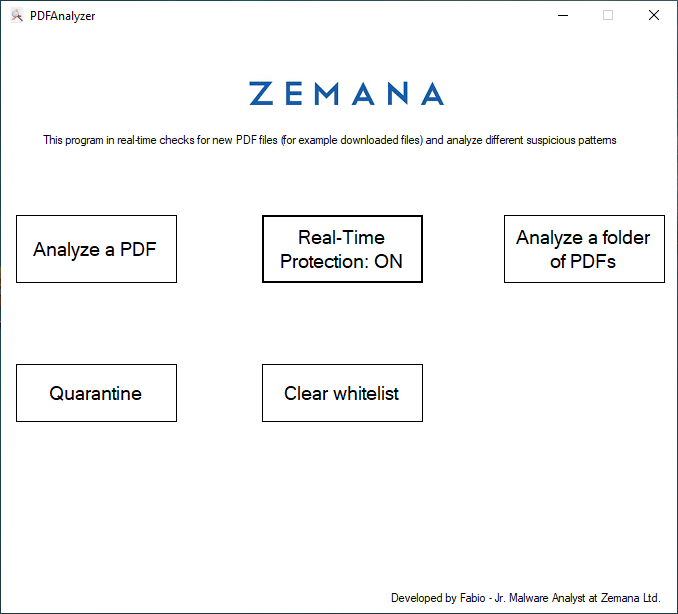 PDFAnalyzer
ZEMANA
This program in real-time checks for new PDF files (for example downloaded files) and analyze different suspicious patterns
Analyze a PDF
Real-Time
Protection: ON
Analyze a folder
of PDFs
Quarantine
Clear whitelist
Developed by Fabio - Jr. Malware Analyst at Zemana Ltd.